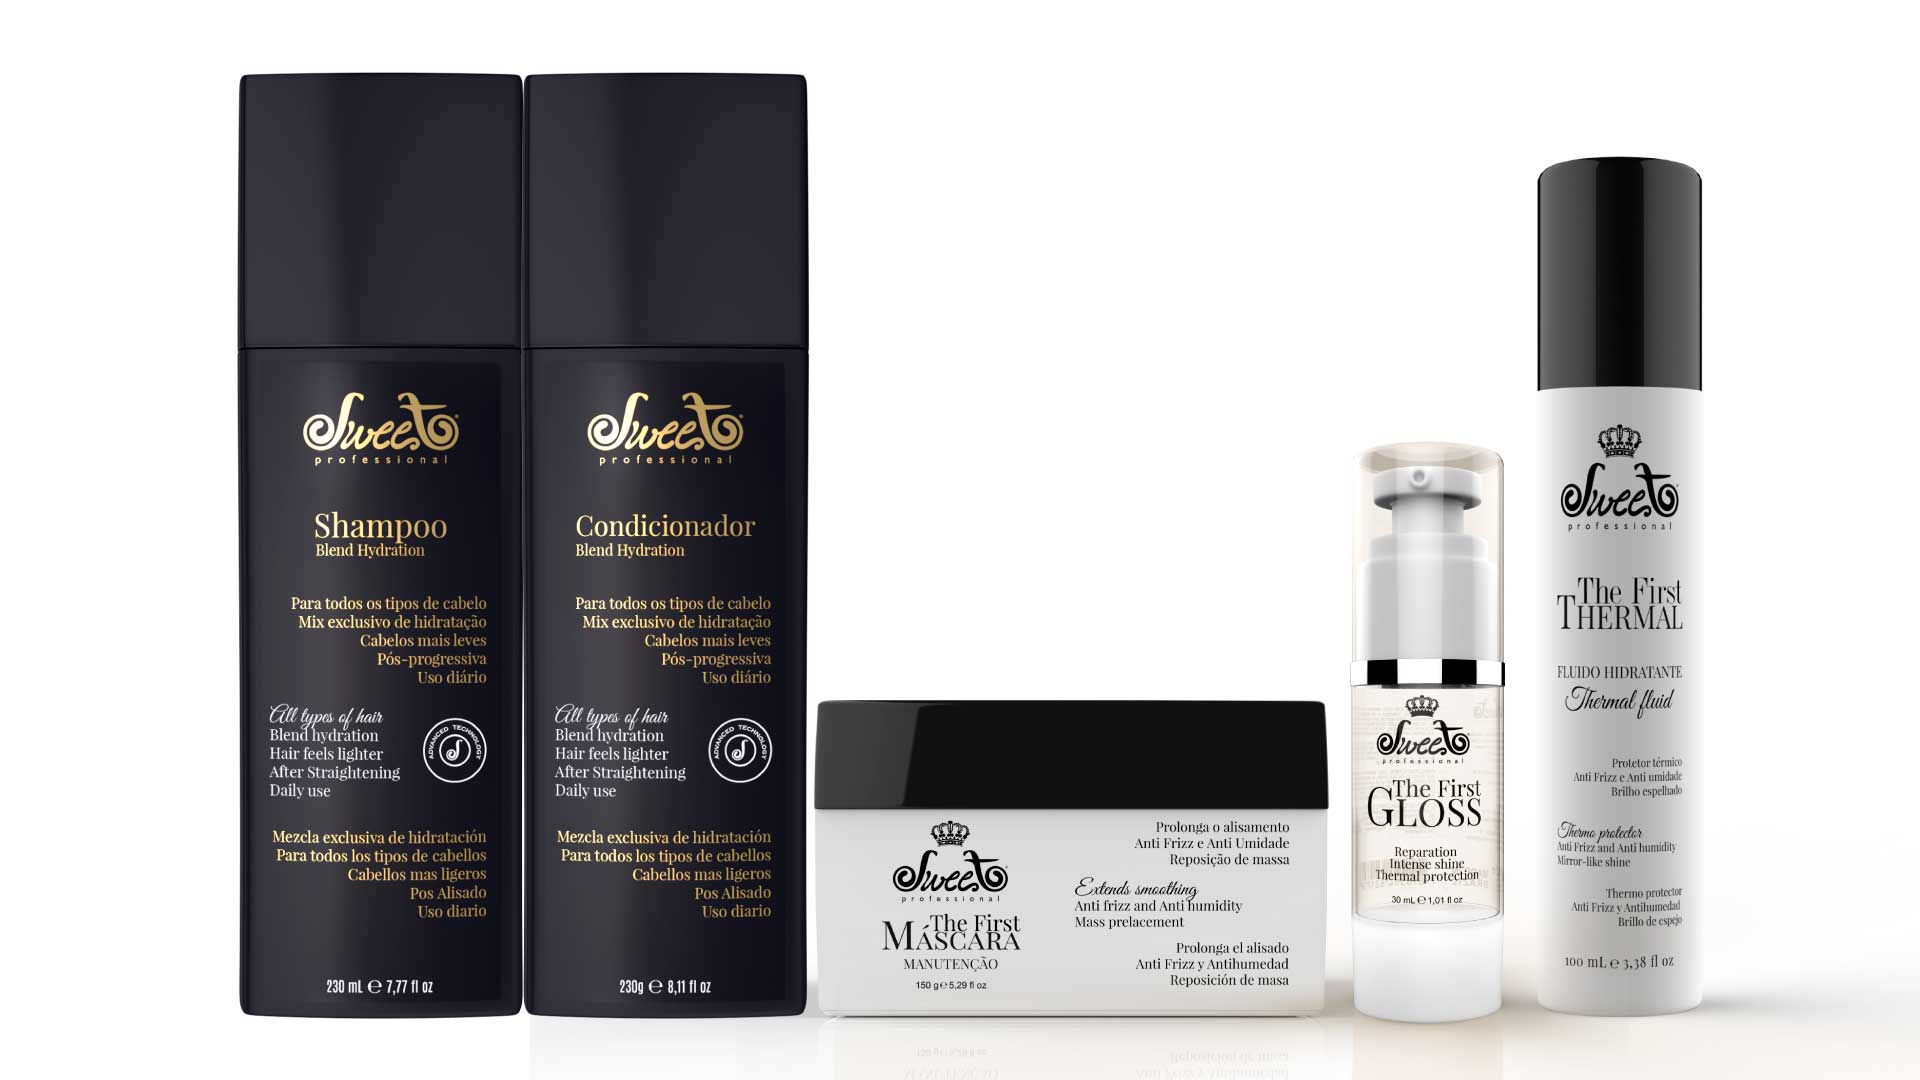 Sweet
professional
Shampoo
Blend Hydration
Para todos os tipos de cabelo
Mix exclusivo de hidratação
Cabelos mais leves
Pós-progressiva
Uso diário
All types of hair
Blend hydration
Hair feels lighter
After Straightening
Daily use
ADVANCED TECHNOLOGY
Mezcla exclusiva de hidratación
Para todos los tipos de cabellos
Cabellos mas ligeros
Pos Alisado
Uso diario
230 mL ℮ 7,77 fl oz
Sweet
professional
Condicionador
Blend Hydration
Para todos os tipos de cabelo
Mix exclusivo de hidratação
Cabelos mais leves
Pós-progressiva
Uso diário
All types of hair
Blend hydration
Hair feels lighter
After Straightening
Daily use
ADVANCED TECHNOLOGY
Mezcla exclusiva de hidratación
Para todos los tipos de cabellos
Cabellos mas ligeros
Pos Alisado
Uso diario
230g ℮ 8,11 fl oz
Sweet
professional
The First
MÁSCARA
MANUTENÇÃO
150 g ℮ 5,29 fl oz
Prolonga o alisamento
Anti Frizz e Anti Umidade
Reposição de massa
Extends smoothing
Anti frizz and Anti humidity
Mass prelacement
Prolonga el alisado
Anti Frizz y Antihumedad
Reposición de masa
Sweet
professional
The First
GLOSS
Reparation
Intense shine
Thermal protection
30 mL ℮ 1,01 fl oz
Sweet
professional
The First
THERMAL
FLUIDO HIDRATANTE
Thermal fluid
Protetor térmico
Anti Frizz e Anti umidade
Brilho espelhado
Thermo protector
Anti Frizz and Anti humidity
Mirror-like shine
Thermo protector
Anti Frizz y Antihumedad
Brillo de espejo
100 mL ℮ 3,38 fl oz